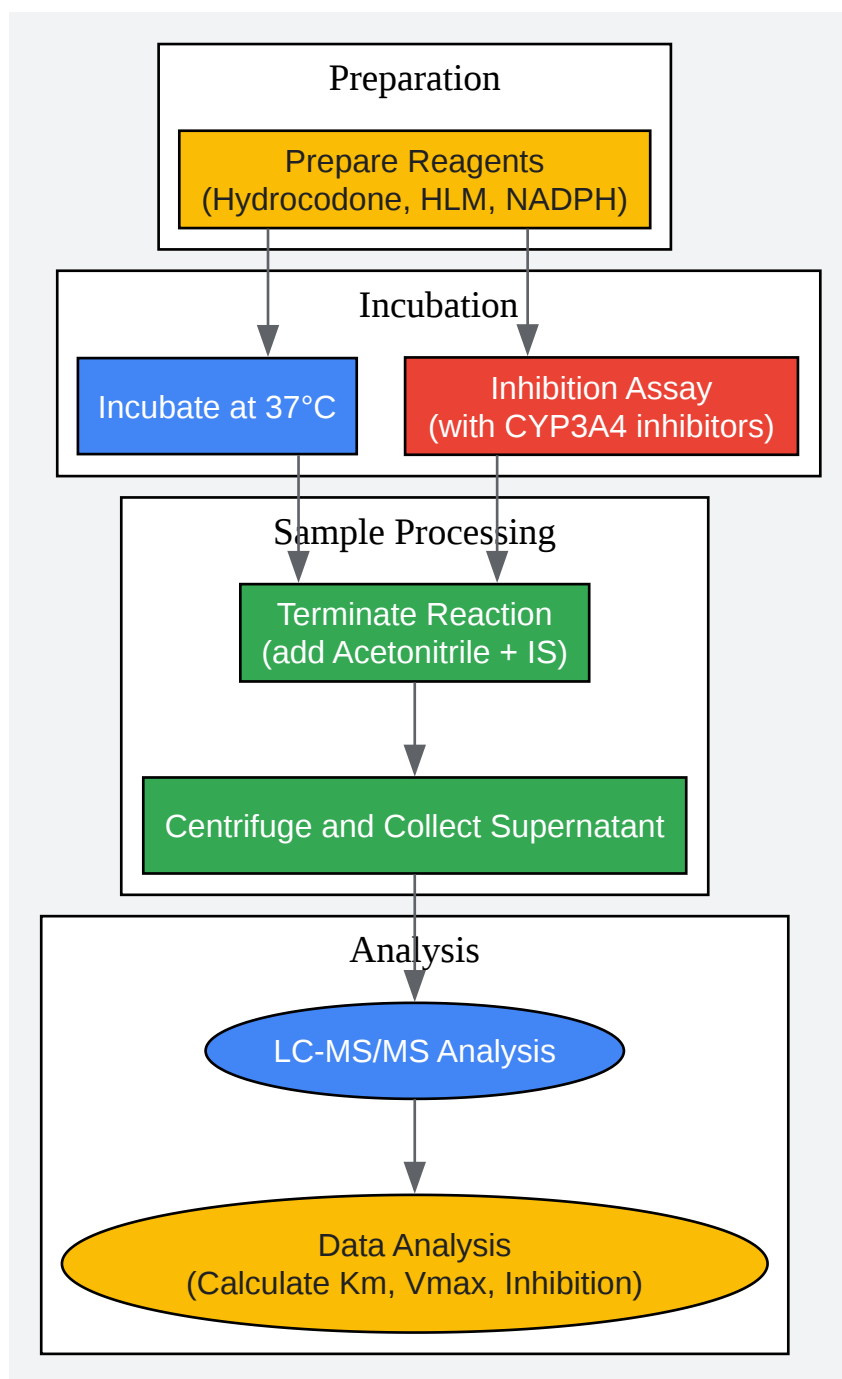 Preparation
Prepare Reagents
(Hydrocodone, HLM, NADPH)
Incubation
Incubate at 37°C
Inhibition Assay
(with CYP3A4 inhibitors)
Sample Processing
Terminate Reaction
(add Acetonitrile + IS)
Centrifuge and Collect Supernatant
Analysis
LC-MS/MS Analysis
Data Analysis
(Calculate Km, Vmax, Inhibition)